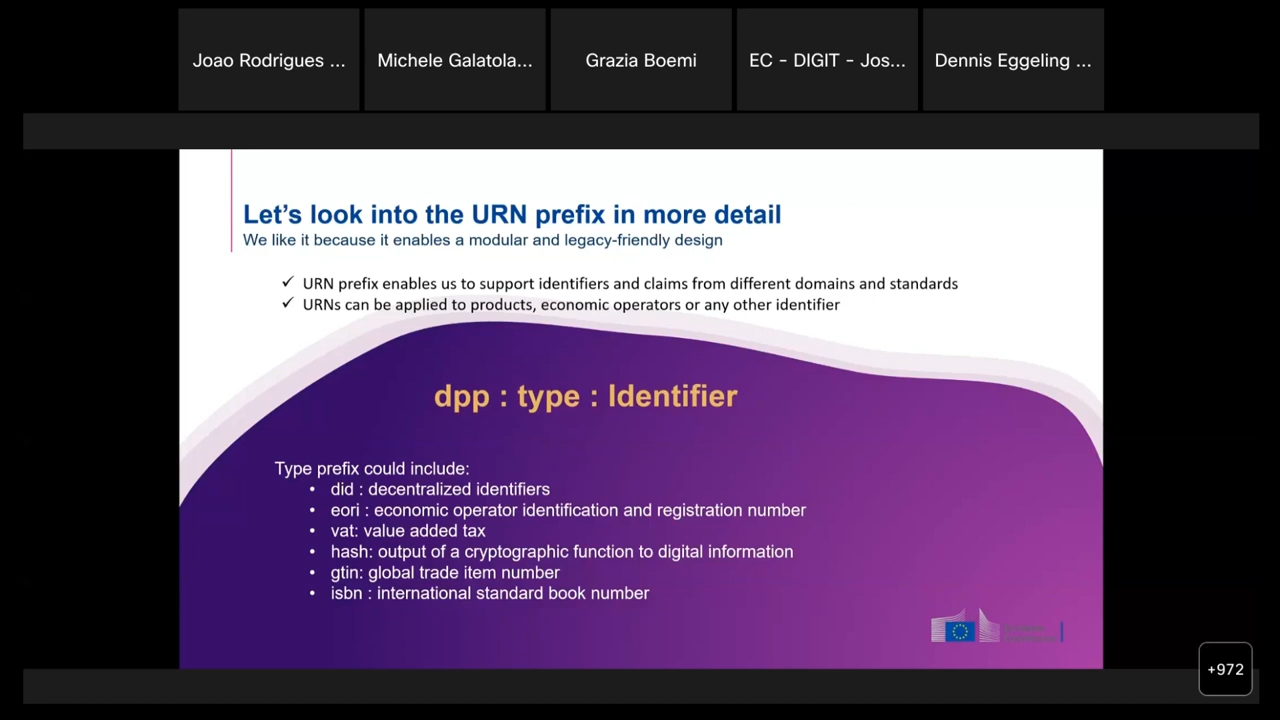 Joao Rodrigues ...
Michele Galatola...
Grazia Boemi
EC - DIGIT - Jos...
Dennis Eggeling ...
Let's look into the URN prefix in more detail
We like it because it enables a modular and legacy-friendly design
✓ URN prefix enables us to support identifiers and claims from different domains and standards
✓ URNs can be applied to products, economic operators or any other identifier
dpp : type : Identifier
Type prefix could include:
• did : decentralized identifiers
• eori : economic operator identification and registration number
• vat: value added tax
• hash: output of a cryptographic function to digital information
• gtin: global trade item number
• isbn : international standard book number
+972